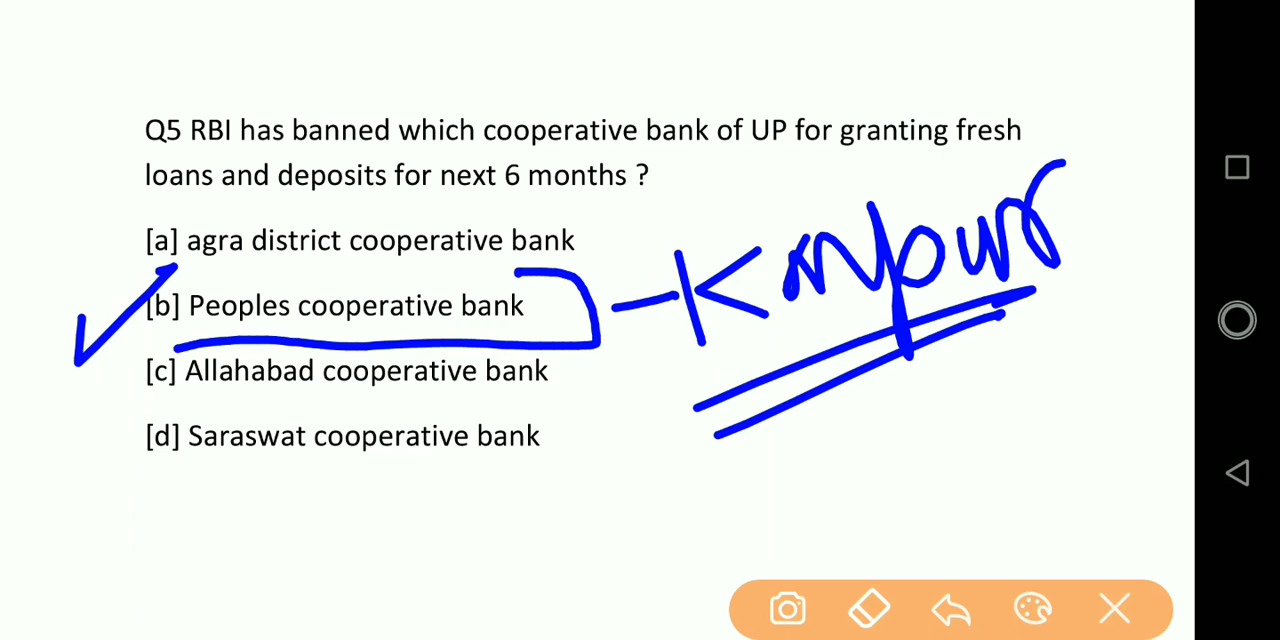 Q5 RBI has banned which cooperative bank of UP for granting fresh
loans and deposits for next 6 months ?
[a] agra district cooperative bank
[b] Peoples cooperative bank
[c] Allahabad cooperative bank
[d] Saraswat cooperative bank
- Kanpur